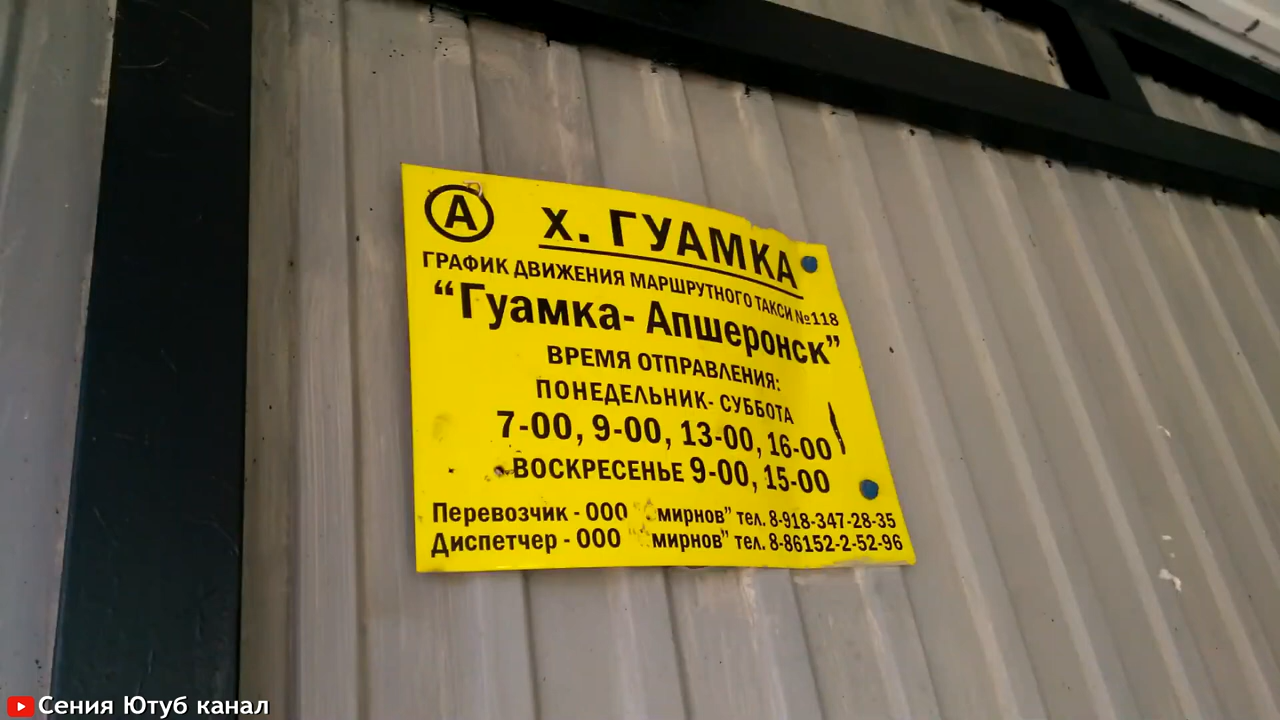 А
х. ГУАМКА
ГРАФИК ДВИЖЕНИЯ МАРШРУТНОГО ТАКСИ №118
“Гуамка- Апшеронск”
ВРЕМЯ ОТПРАВЛЕНИЯ:
ПОНЕДЕЛЬНИК- СУББОТА
7-00, 9-00, 13-00, 16-00
ВОСКРЕСЕНЬЕ 9-00, 15-00
Перевозчик - ООО “Смирнов” тел. 8-918-347-28-35
Диспетчер - ООО “Смирнов” тел. 8-86152-2-52-96
Сения Ютуб канал